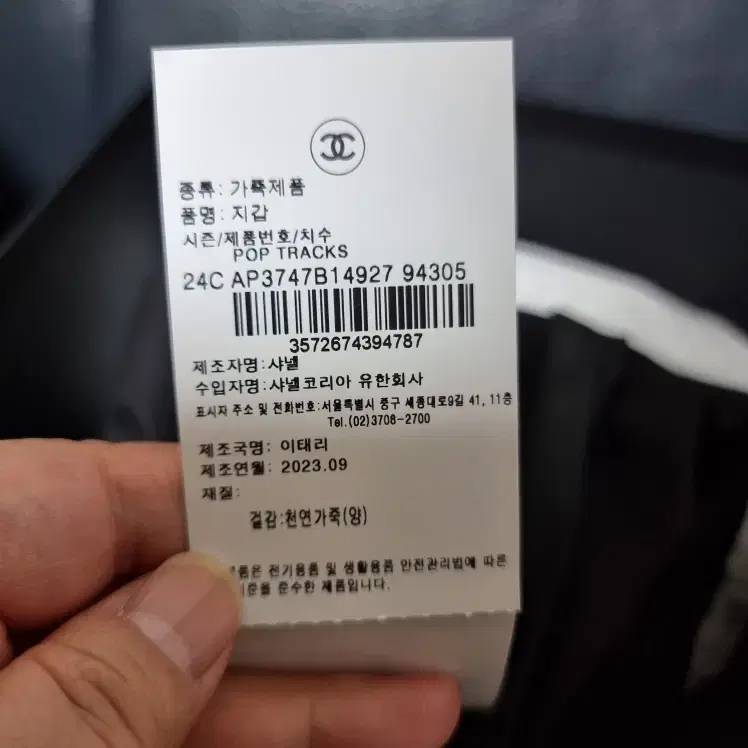 종류: 가죽제품
품명: 지갑
시즌/제품번호/치수
POP TRACKS
24C AP3747B14927 94305
3572674394787
제조자명:샤넬
수입자명:샤넬코리아 유한회사
표시자 주소 및 전화번호:서울특별시 중구 세종대로9길 41, 11층
Tel.(02)3708-2700
제조국명: 이태리
제조연월: 2023.09
재질:
겉감:천연가죽(양)
품은 전기용품 및 생활용품 안전관리법에 따른
준을 준수한 제품입니다.